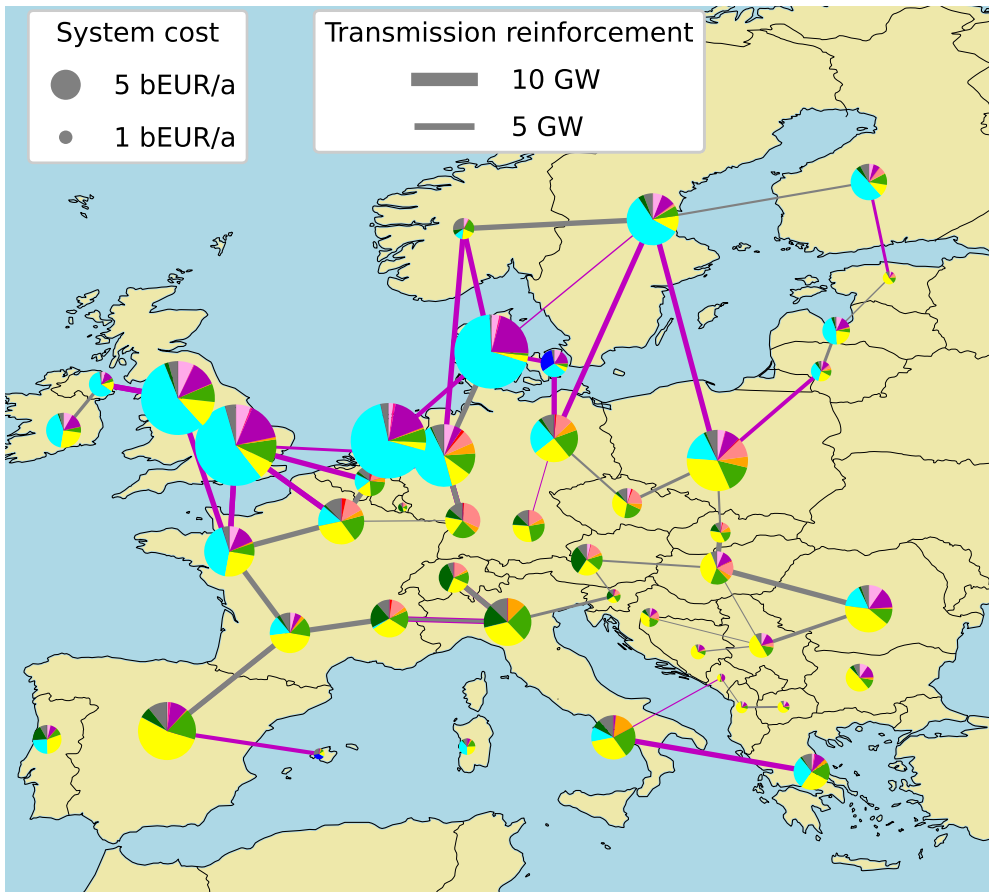 System cost
5 bEUR/a
1 bEUR/a
Transmission reinforcement
10 GW
5 GW